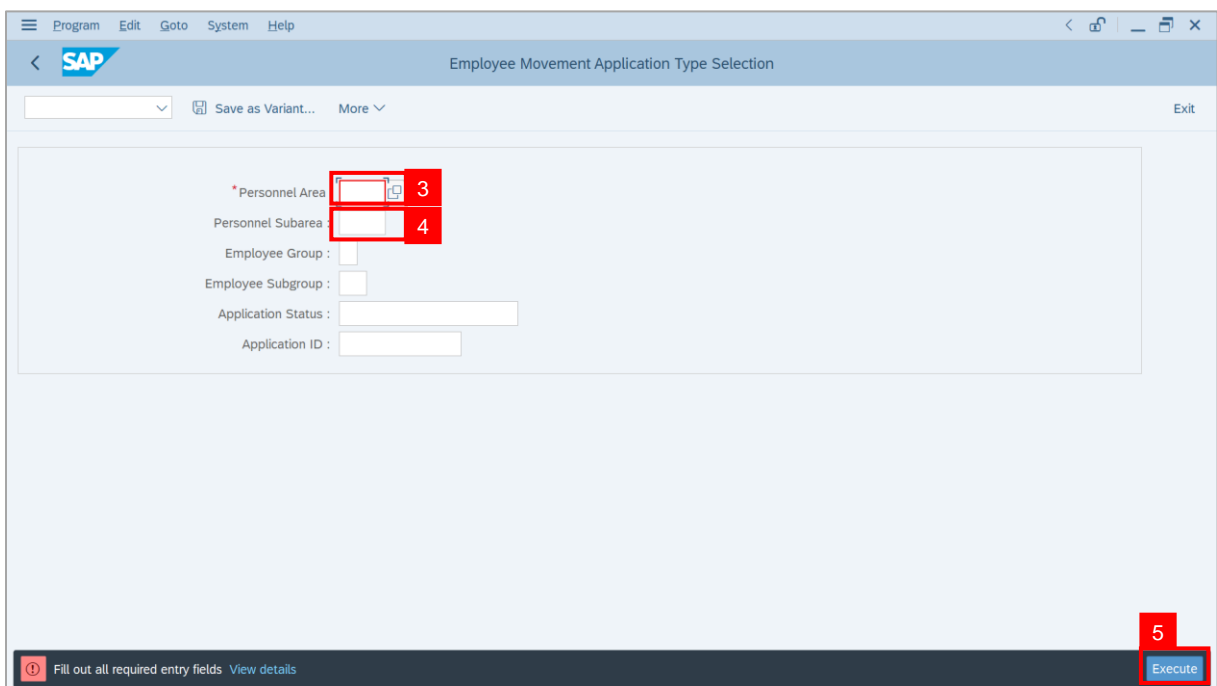 Program Edit Goto System Help
SAP Employee Movement Application Type Selection
Save as Variant... More Exit
*Personnel Area 3
Personnel Subarea : 4
Employee Group :
Employee Subgroup :
Application Status :
Application ID :
5
Fill out all required entry fields View details Execute